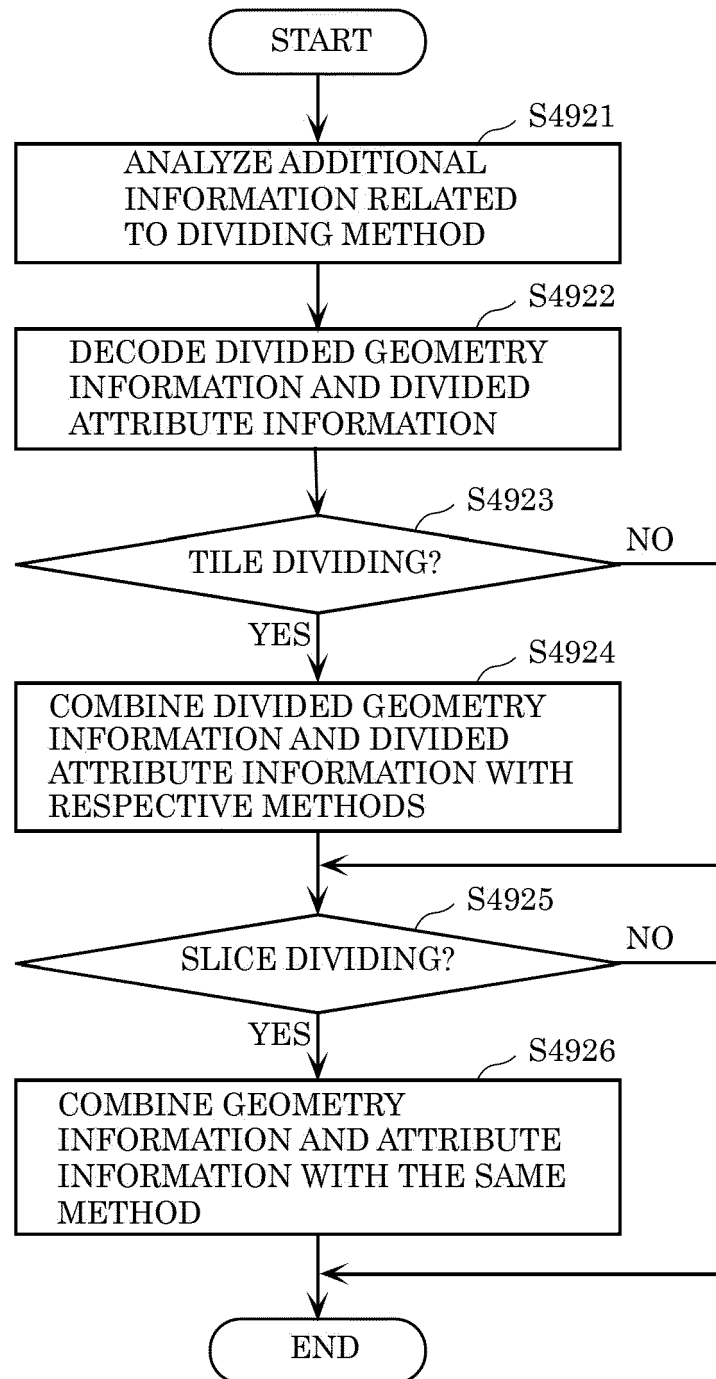 START
S4921
ANALYZE ADDITIONAL
INFORMATION RELATED
TO DIVIDING METHOD
S4922
DECODE DIVIDED GEOMETRY
INFORMATION AND DIVIDED
ATTRIBUTE INFORMATION
S4923
TILE DIVIDING?
NO
YES
S4924
COMBINE DIVIDED GEOMETRY
INFORMATION AND DIVIDED
ATTRIBUTE INFORMATION WITH
RESPECTIVE METHODS
S4925
SLICE DIVIDING?
NO
YES
S4926
COMBINE GEOMETRY
INFORMATION AND ATTRIBUTE
INFORMATION WITH THE SAME
METHOD
END